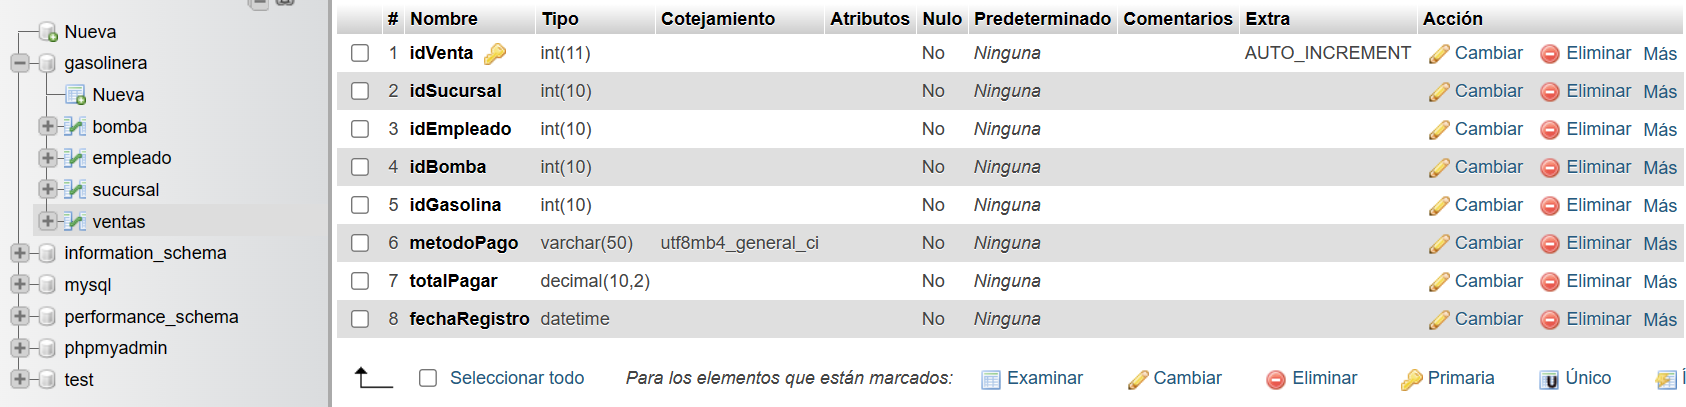 Nueva
gasolinera
Nueva
bomba
empleado
sucursal
ventas
information_schema
mysql
performance_schema
phpmyadmin
test
# Nombre Tipo Cotejamiento Atributos Nulo Predeterminado Comentarios Extra Acción
1 idVenta int(11) No Ninguna AUTO_INCREMENT Cambiar Eliminar Más
2 idSucursal int(10) No Ninguna Cambiar Eliminar Más
3 idEmpleado int(10) No Ninguna Cambiar Eliminar Más
4 idBomba int(10) No Ninguna Cambiar Eliminar Más
5 idGasolina int(10) No Ninguna Cambiar Eliminar Más
6 metodoPago varchar(50) utf8mb4_general_ci No Ninguna Cambiar Eliminar Más
7 totalPagar decimal(10,2) No Ninguna Cambiar Eliminar Más
8 fechaRegistro datetime No Ninguna Cambiar Eliminar Más
Seleccionar todo Para los elementos que están marcados: Examinar Cambiar Eliminar Primaria Único